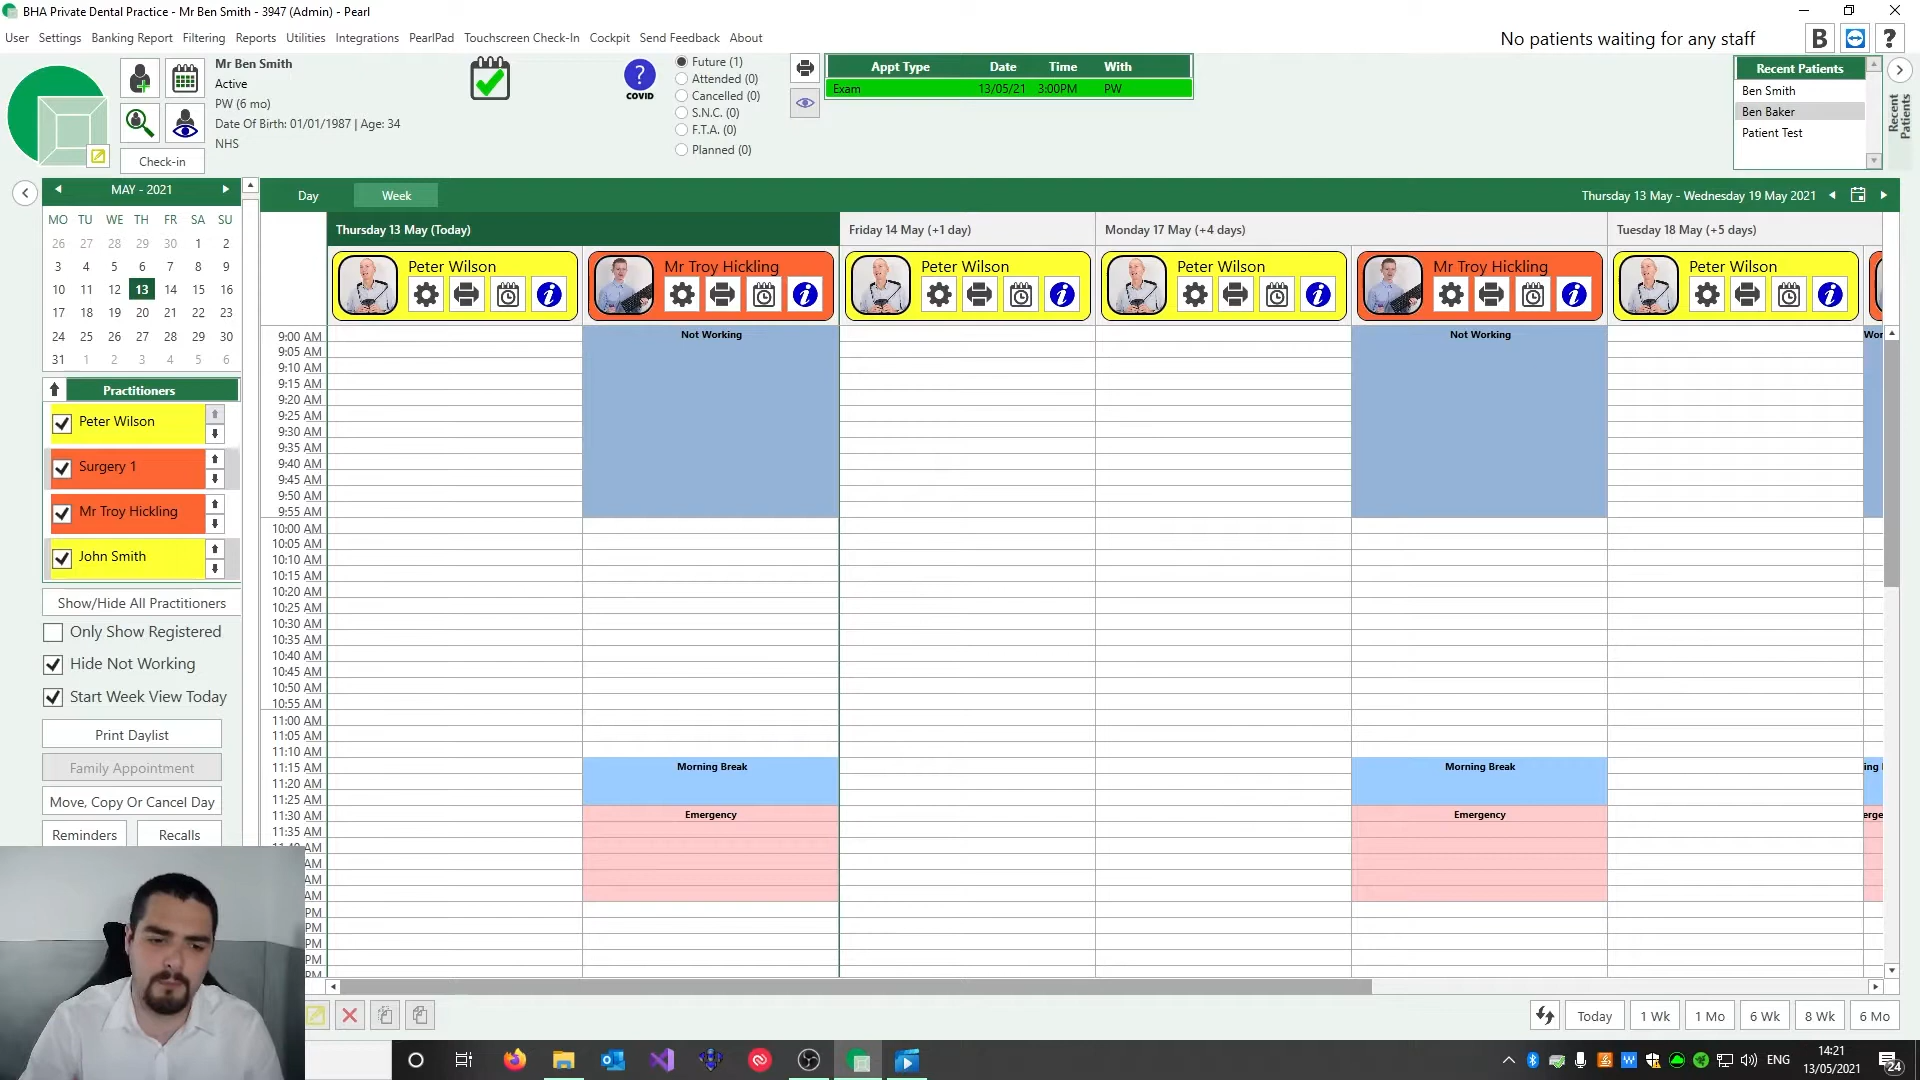 BHA Private Dental Practice - Mr Ben Smith - 3947 (Admin) - Pearl
User Settings Banking Report Filtering Reports Utilities Integrations PearlPad Touchscreen Check-In Cockpit Send Feedback About
No patients waiting for any staff
B ?
Mr Ben Smith
Active
PW (6 mo)
Date Of Birth: 01/01/1987 | Age: 34
NHS
Check-in
?
COVID
Future (1)
Attended (0)
Cancelled (0)
S.N.C. (0)
F.T.A. (0)
Planned (0)
Appt Type Date Time With
Exam 13/05/21 3:00PM PW
Recent Patients
Ben Smith
Ben Baker
Patient Test
Recent Patients
MAY - 2021
MO TU WE TH FR SA SU
26 27 28 29 30 1 2
3 4 5 6 7 8 9
10 11 12 13 14 15 16
17 18 19 20 21 22 23
24 25 26 27 28 29 30
31 1 2 3 4 5 6
Practitioners
Peter Wilson
Surgery 1
Mr Troy Hickling
John Smith
Show/Hide All Practitioners
Only Show Registered
Hide Not Working
Start Week View Today
Print Daylist
Family Appointment
Move, Copy Or Cancel Day
Reminders Recalls
Day Week
Thursday 13 May - Wednesday 19 May 2021
Thursday 13 May (Today) Friday 14 May (+1 day) Monday 17 May (+4 days) Tuesday 18 May (+5 days)
Peter Wilson Mr Troy Hickling Peter Wilson Peter Wilson Mr Troy Hickling Peter Wilson
i i i i i i
9:00 AM Not Working Not Working Wor
9:05 AM
9:10 AM
9:15 AM
9:20 AM
9:25 AM
9:30 AM
9:35 AM
9:40 AM
9:45 AM
9:50 AM
9:55 AM
10:00 AM
10:05 AM
10:10 AM
10:15 AM
10:20 AM
10:25 AM
10:30 AM
10:35 AM
10:40 AM
10:45 AM
10:50 AM
10:55 AM
11:00 AM
11:05 AM
11:10 AM
11:15 AM Morning Break Morning Break ing
11:20 AM
11:25 AM
11:30 AM Emergency Emergency erge
11:35 AM
AM
AM
AM
PM
PM
PM
PM
Today 1 Wk 1 Mo 6 Wk 8 Wk 6 Mo
ENG
14:21
13/05/2021
24